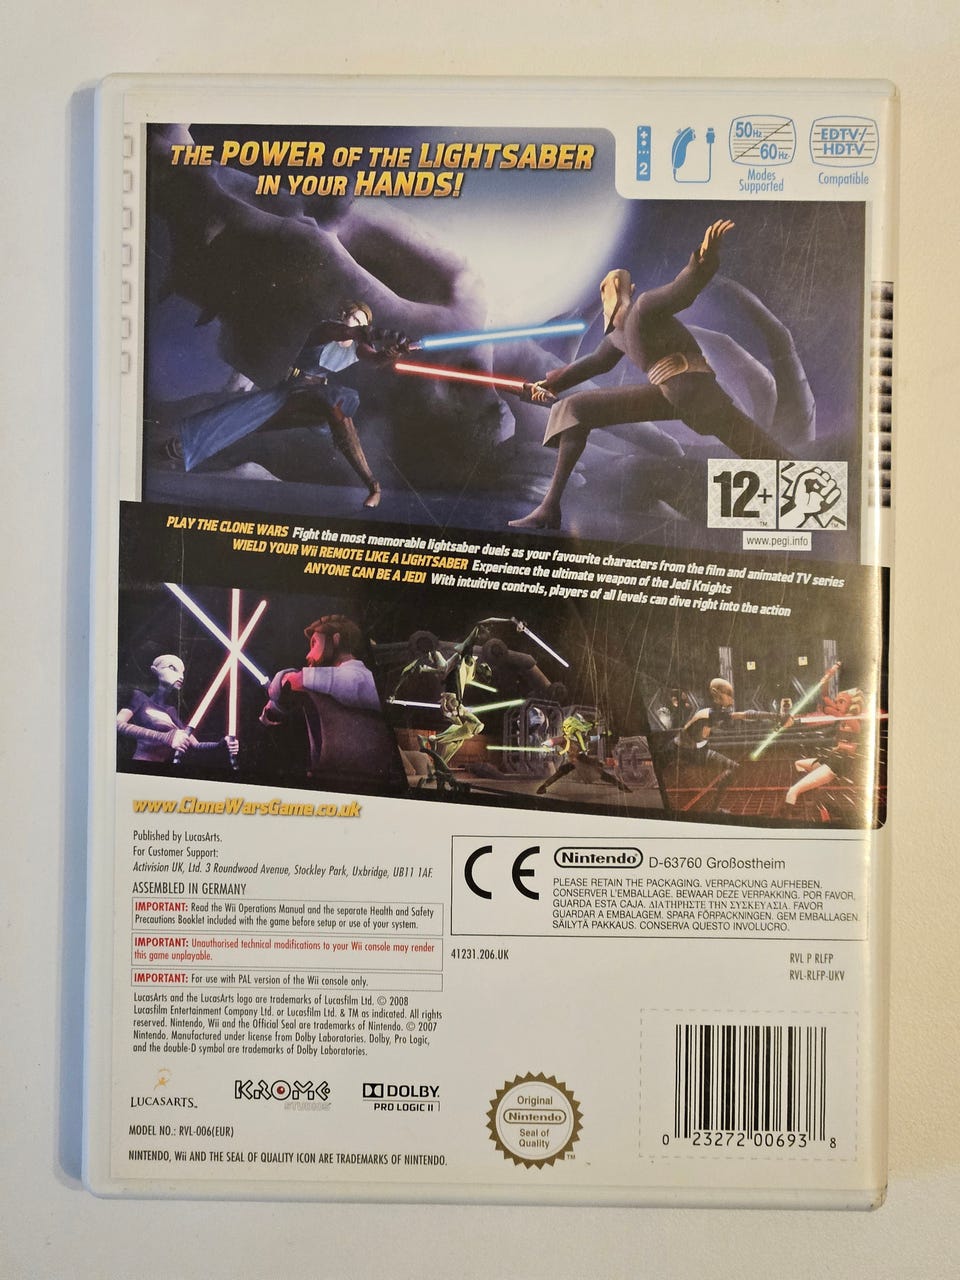 THE POWER OF THE LIGHTSABER
IN YOUR HANDS!
2
50Hz
60Hz
Modes
Supported
EDTV/
HDTV
Compatible
12+
TM
TM
www.pegi.info
PLAY THE CLONE WARS Fight the most memorable lightsaber duels as your favourite characters from the film and animated TV series
WIELD YOUR Wii REMOTE LIKE A LIGHTSABER Experience the ultimate weapon of the Jedi Knights
ANYONE CAN BE A JEDI With intuitive controls, players of all levels can dive right into the action
www.CloneWarsGame.co.uk
Published by LucasArts.
For Customer Support:
Activision UK, Ltd. 3 Roundwood Avenue, Stockley Park, Uxbridge, UB11 1AF.
ASSEMBLED IN GERMANY
IMPORTANT: Read the Wii Operations Manual and the separate Health and Safety
Precautions Booklet included with the game before setup or use of your system.
IMPORTANT: Unauthorised technical modifications to your Wii console may render
this game unplayable.
IMPORTANT: For use with PAL version of the Wii console only.
LucasArts and the LucasArts logo are trademarks of Lucasfilm Ltd. © 2008
Lucasfilm Entertainment Company Ltd. or Lucasfilm Ltd. & TM as indicated. All rights
reserved. Nintendo, Wii and the Official Seal are trademarks of Nintendo. © 2007
Nintendo. Manufactured under license from Dolby Laboratories. Dolby, Pro Logic,
and the double-D symbol are trademarks of Dolby Laboratories.
CE
Nintendo® D-63760 Großostheim
PLEASE RETAIN THE PACKAGING. VERPACKUNG AUFHEBEN.
CONSERVER L'EMBALLAGE. BEWAAR DEZE VERPAKKING. POR FAVOR,
GUARDA ESTA CAJA. ΔΙΑΤΗΡΗΣΤΕ ΤΗΝ ΣΥΣΚΕΥΑΣΙΑ. FAVOR
GUARDAR A EMBALAGEM. SPARA FÖRPACKNINGEN. GEM EMBALLAGEN.
SÄILYTÄ PAKKAUS. CONSERVA QUESTO INVOLUCRO.
41231.206.UK
RVL P RLFP
RVL-RLFP-UKV
LUCASARTS™
KROME
STUDIOS
DOLBY
PRO LOGIC II
Original
Nintendo
Seal of
Quality
TM
0 23272 00693 8
MODEL NO.: RVL-006(EUR)
NINTENDO, Wii AND THE SEAL OF QUALITY ICON ARE TRADEMARKS OF NINTENDO.